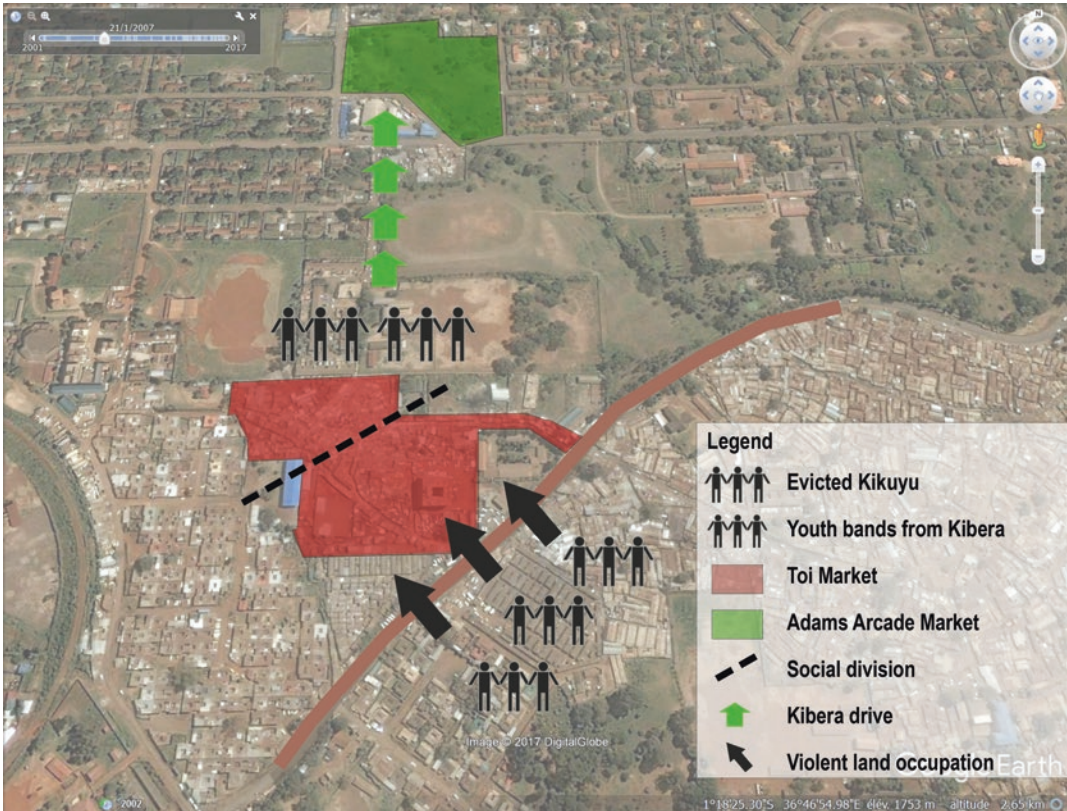 21/1/2007
2001
2017
N
Legend
Evicted Kikuyu
Youth bands from Kibera
Toi Market
Adams Arcade Market
Social division
Kibera drive
Violent land occupation
Image © 2017 DigitalGlobe
Google Earth
2002
1°18'25.30"S 36°46'54.98"E élév. 1753 m altitude 2.65 km